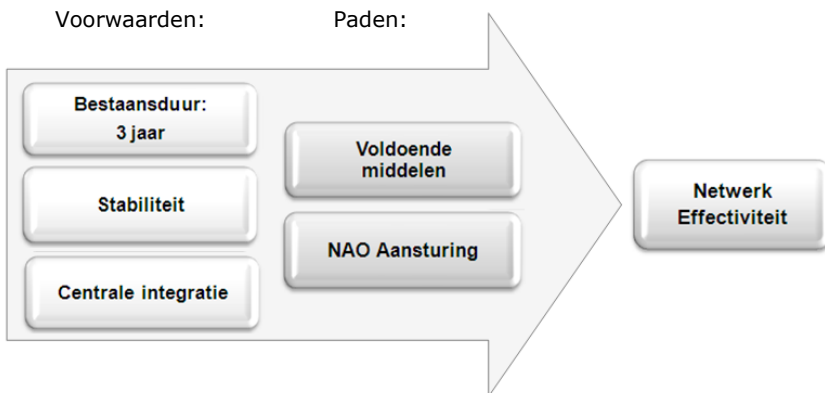 Voorwaarden:
Paden:
Bestaansduur:
3 jaar
Stabiliteit
Centrale integratie
Voldoende
middelen
NAO Aansturing
Netwerk
Effectiviteit